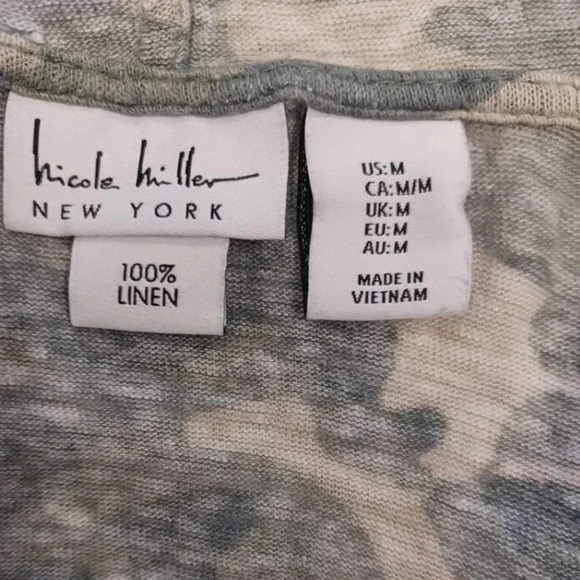 Nicole Miller
NEW YORK
100%
LINEN
US: M
CA: M/M
UK: M
EU: M
AU: M
MADE IN
VIETNAM